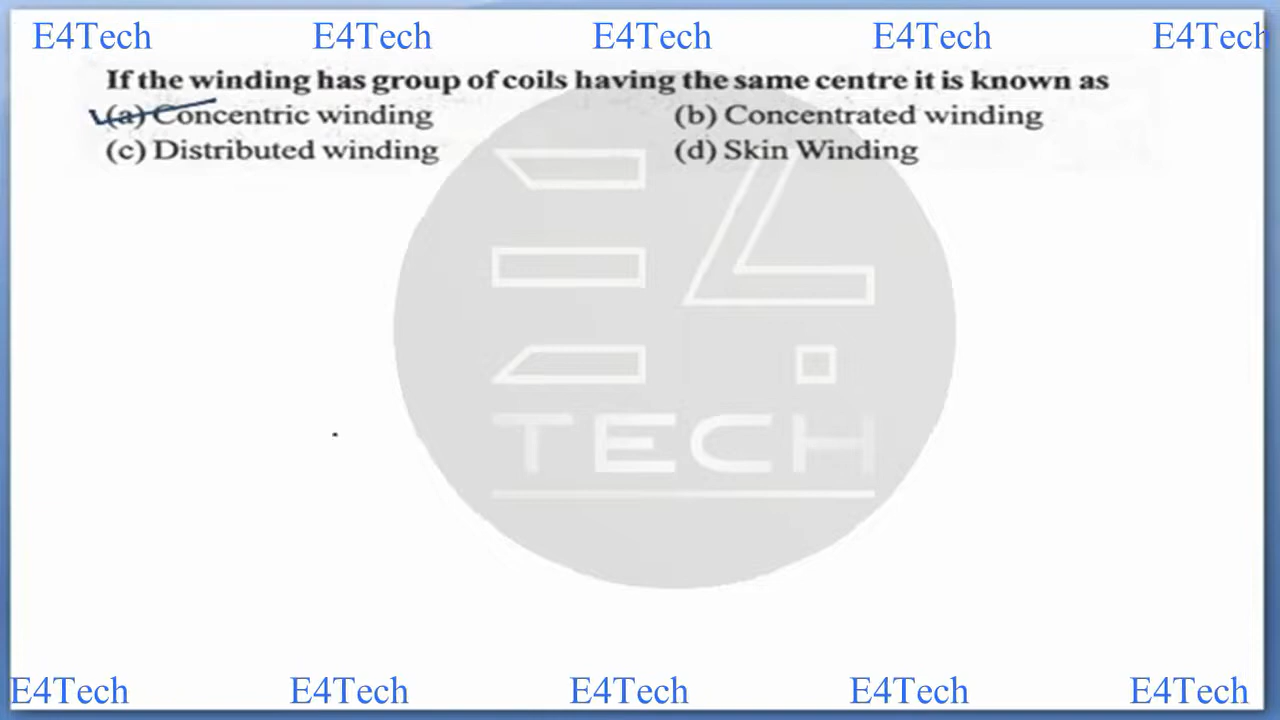 E4Tech E4Tech E4Tech E4Tech E4Tech
If the winding has group of coils having the same centre it is known as
(a) Concentric winding (b) Concentrated winding
(c) Distributed winding (d) Skin Winding
E4
TECH
E4Tech E4Tech E4Tech E4Tech E4Tech